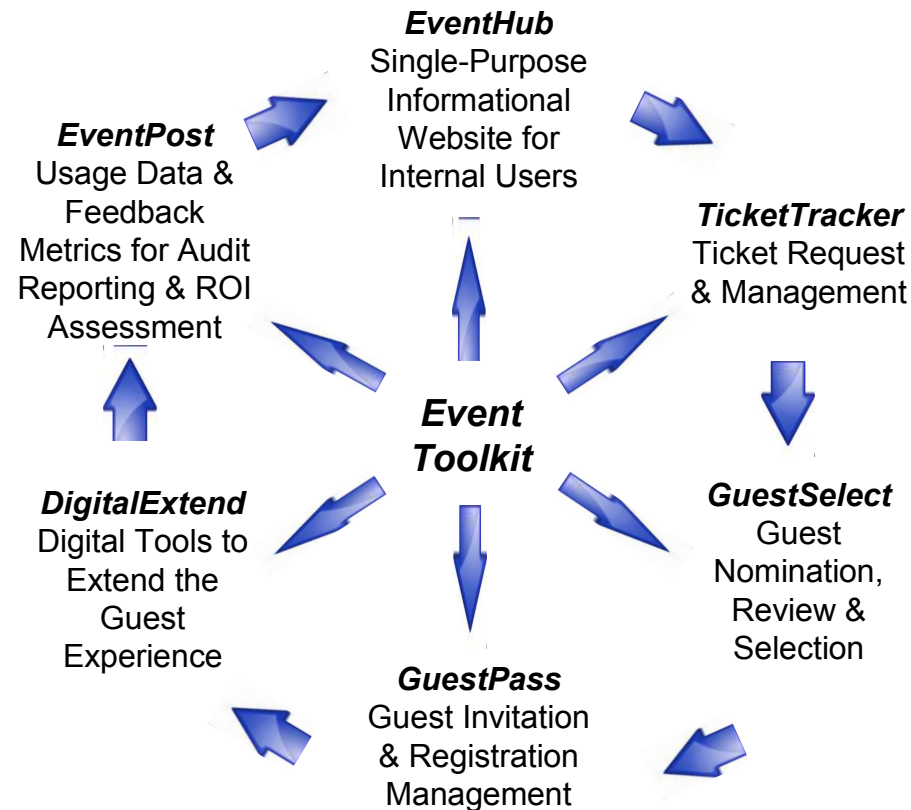 EventHub
Single-Purpose
Informational
Website for
Internal Users
EventPost
Usage Data &
Feedback
Metrics for Audit
Reporting & ROI
Assessment
TicketTracker
Ticket Request
& Management
Event
Toolkit
DigitalExtend
Digital Tools to
Extend the
Guest
Experience
GuestSelect
Guest
Nomination,
Review &
Selection
GuestPass
Guest Invitation
& Registration
Management